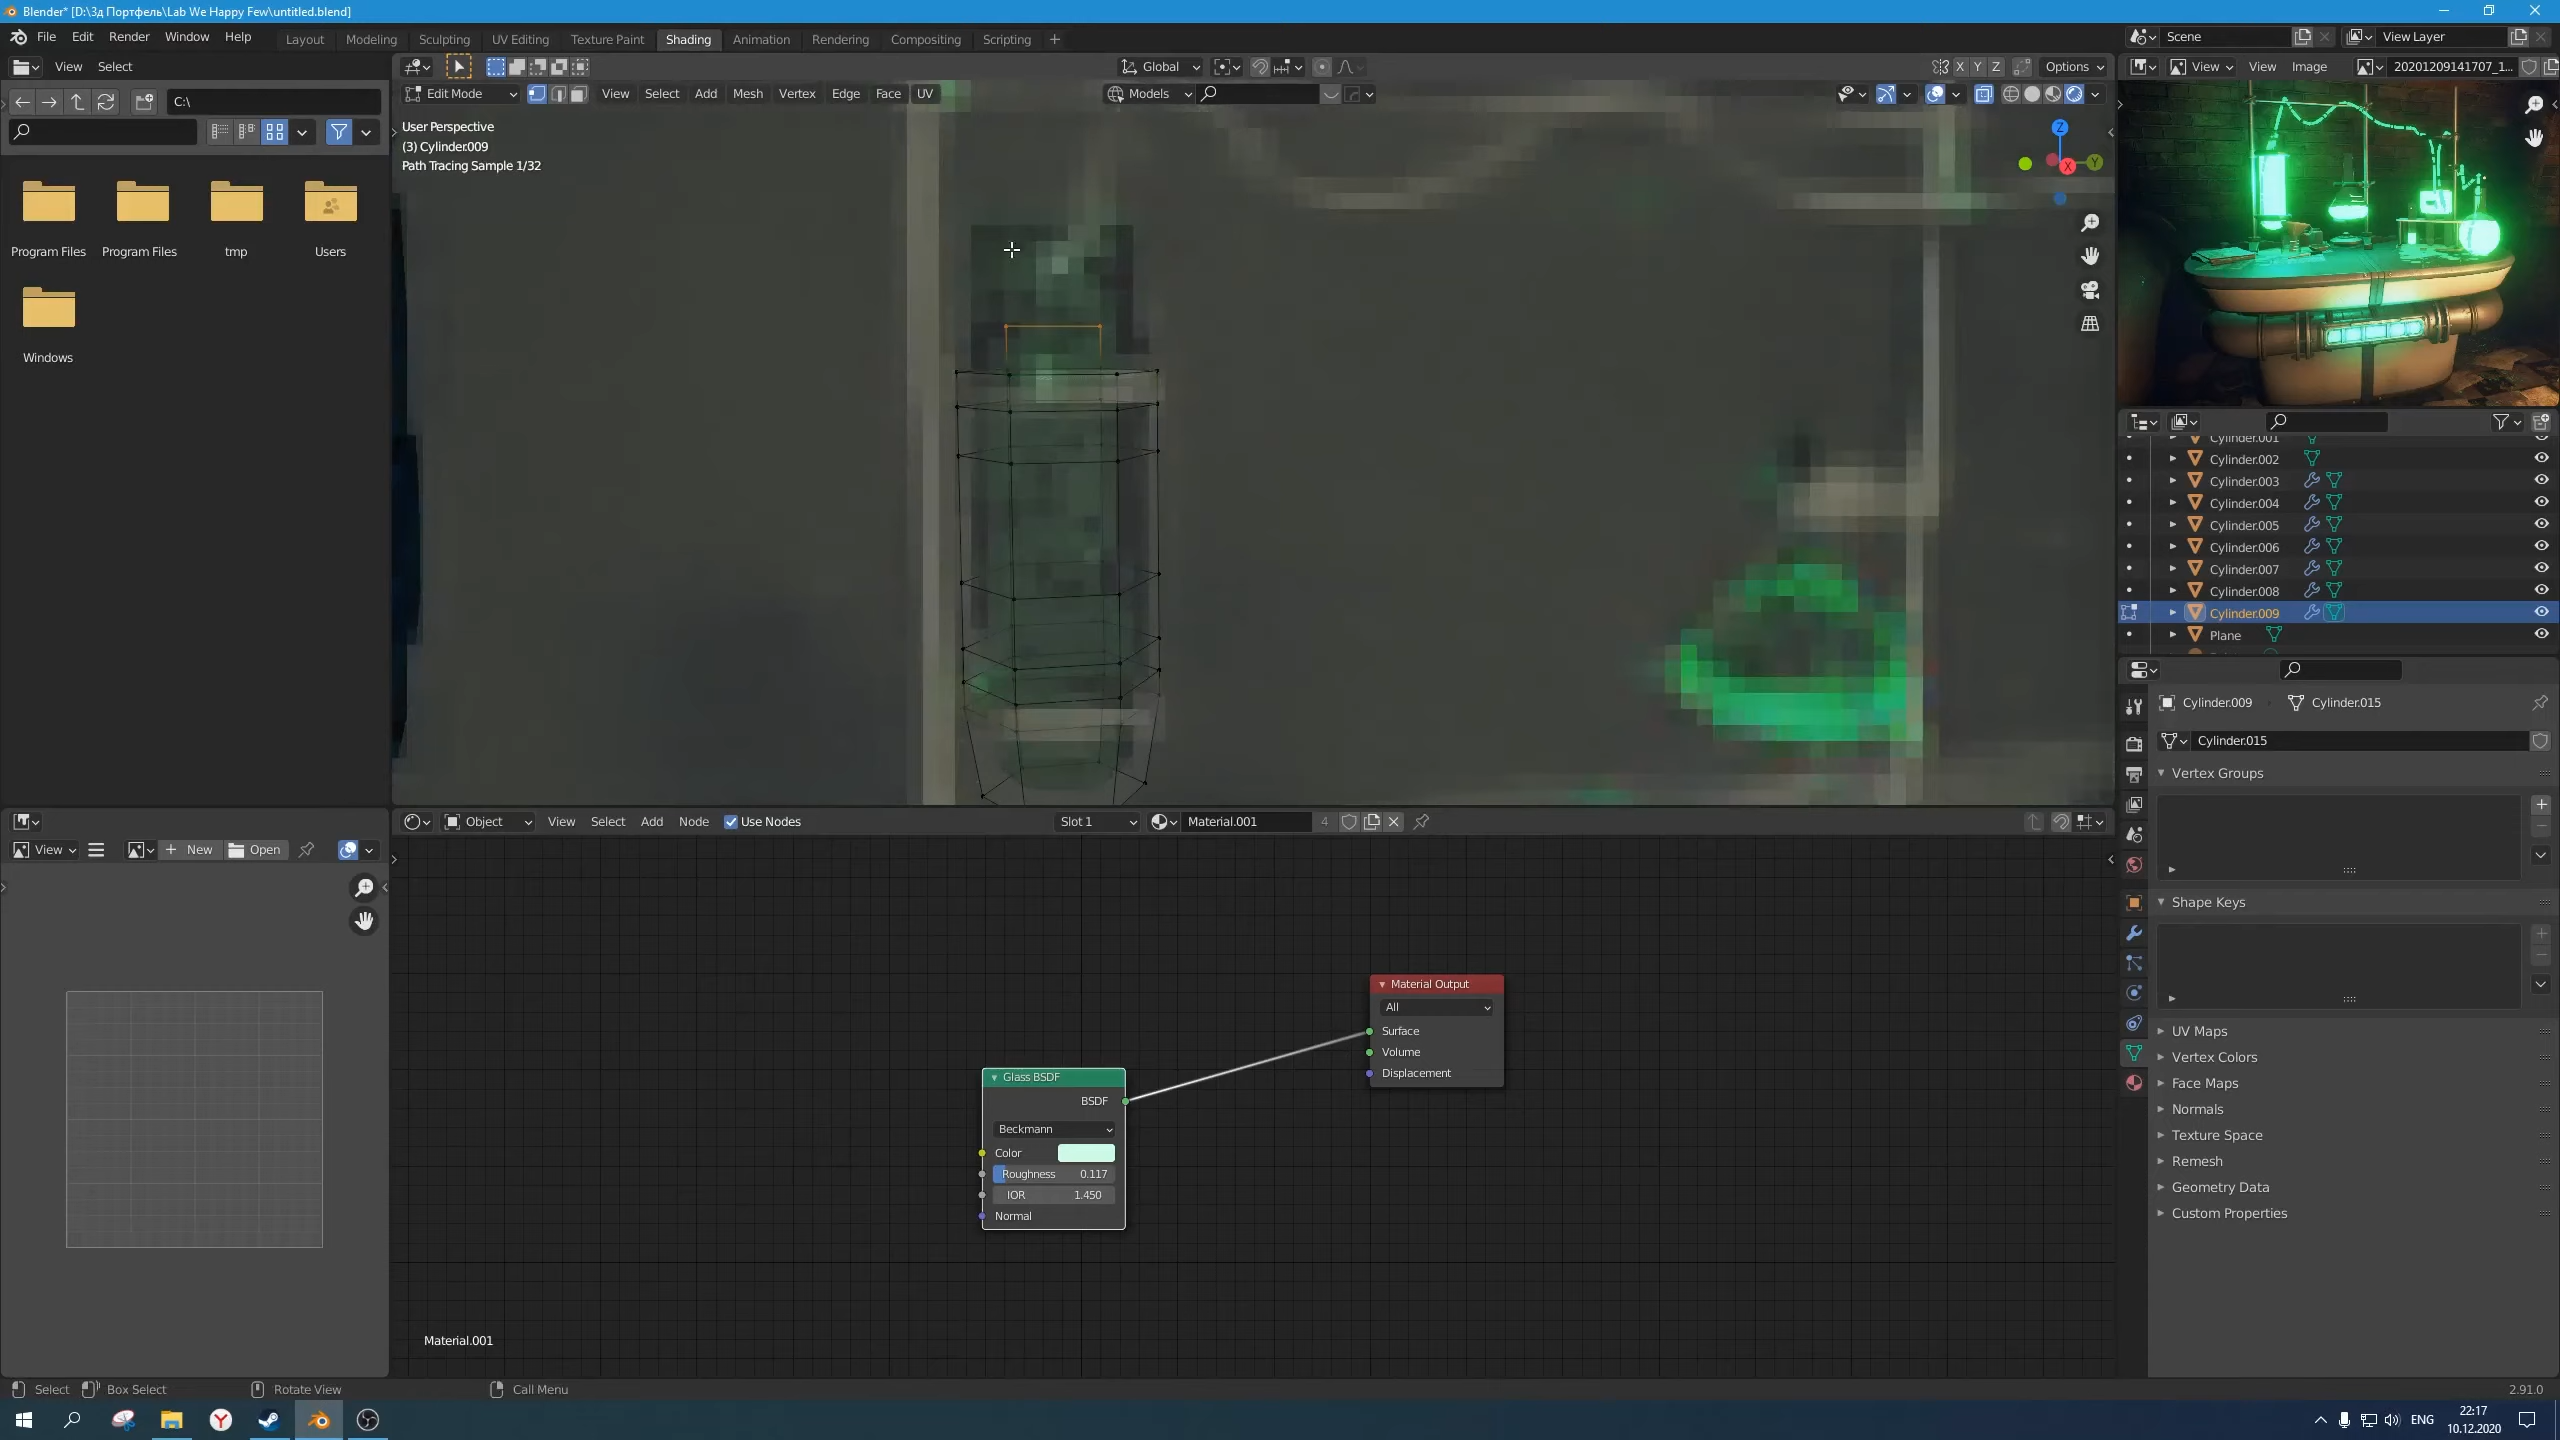 Blender* [D:\3д Портфель\Lab We Happy Few\untitled.blend]
File Edit Render Window Help Layout Modeling Sculpting UV Editing Texture Paint Shading Animation Rendering Compositing Scripting + Scene View Layer
View Select Global X Y Z Options View View Image 20201209141707_1...
C:\ Edit Mode View Select Add Mesh Vertex Edge Face UV Models
User Perspective
(3) Cylinder.009
Path Tracing Sample 1/32
Z
X
Y
Program Files Program Files tmp Users
Windows
Cylinder.001
Cylinder.002
Cylinder.003
Cylinder.004
Cylinder.005
Cylinder.006
Cylinder.007
Cylinder.008
Cylinder.009
Plane
Cylinder.009 Cylinder.015
Cylinder.015
Vertex Groups
Shape Keys
UV Maps
Vertex Colors
Face Maps
Normals
Texture Space
Remesh
Geometry Data
Custom Properties
Object View Select Add Node Use Nodes Slot 1 Material.001 4
View New Open
Material Output
All
Surface
Volume
Displacement
Glass BSDF
BSDF
Beckmann
Color
Roughness 0.117
IOR 1.450
Normal
Material.001
Select Box Select Rotate View Call Menu 2.91.0
ENG 22:17
10.12.2020